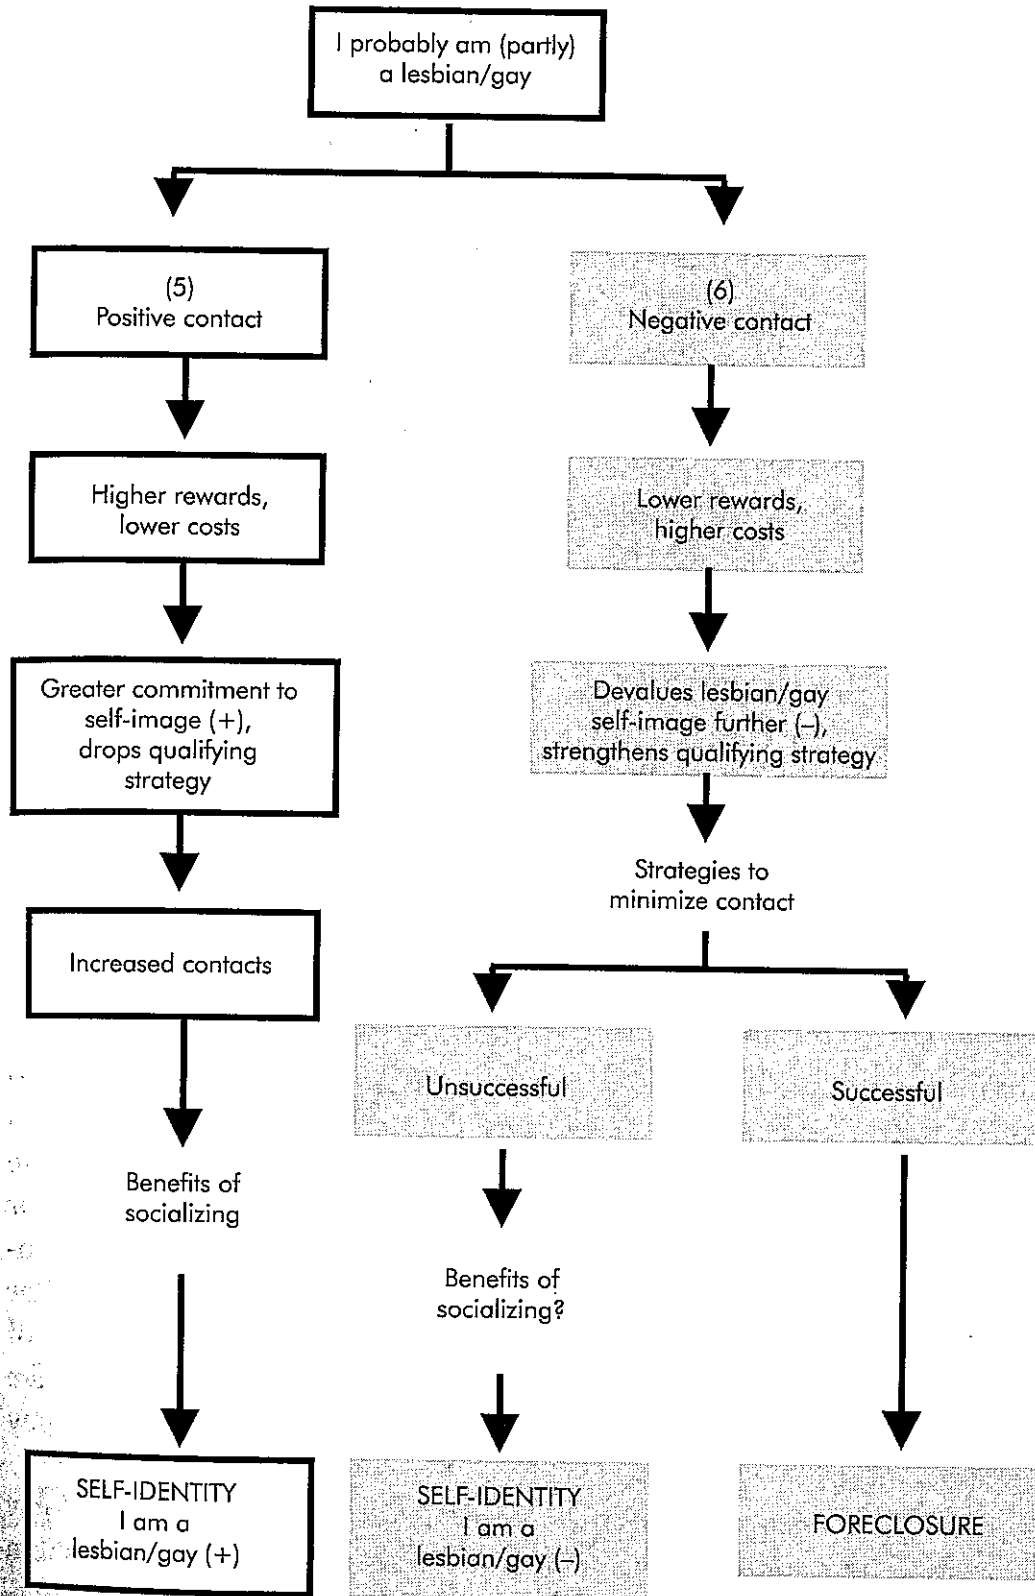 I probably am (partly)
a lesbian/gay
(5)
Positive contact
(6)
Negative contact
Higher rewards,
lower costs
Lower rewards,
higher costs
Greater commitment to
self-image (+),
drops qualifying
strategy
Devalues lesbian/gay
self-image further (–),
strengthens qualifying strategy
Strategies to
minimize contact
Increased contacts
Unsuccessful
Successful
Benefits of
socializing
Benefits of
socializing?
SELF-IDENTITY
I am a
lesbian/gay (+)
SELF-IDENTITY
I am a
lesbian/gay (–)
FORECLOSURE